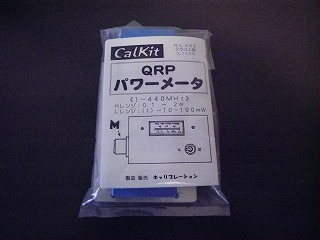 CalKit
QRP
パワーメータ
《1~440MHz》
Hレンジ:0.1 ~ 2W
Lレンジ:(1)~10~100mW
M
L
製造 販売 キャリブレーション